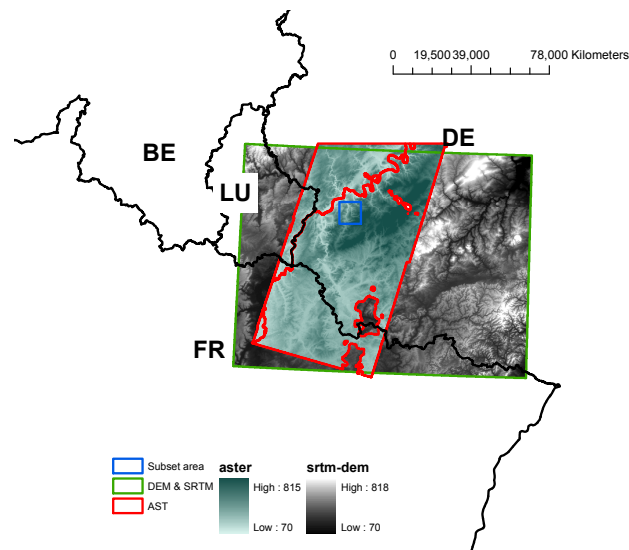 0 19,500 39,000 78,000 Kilometers
DE
BE
LU
FR
Subset area
DEM & SRTM
AST
aster
High : 815
Low : 70
srtm-dem
High : 818
Low : 70